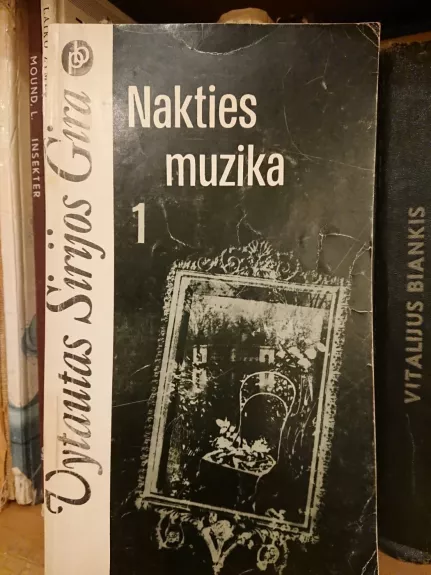 Nakties
muzika
1
Vytautas Sirijos Gira
MOUND, L. INSEKTER
VITALIJUS BIANKIS